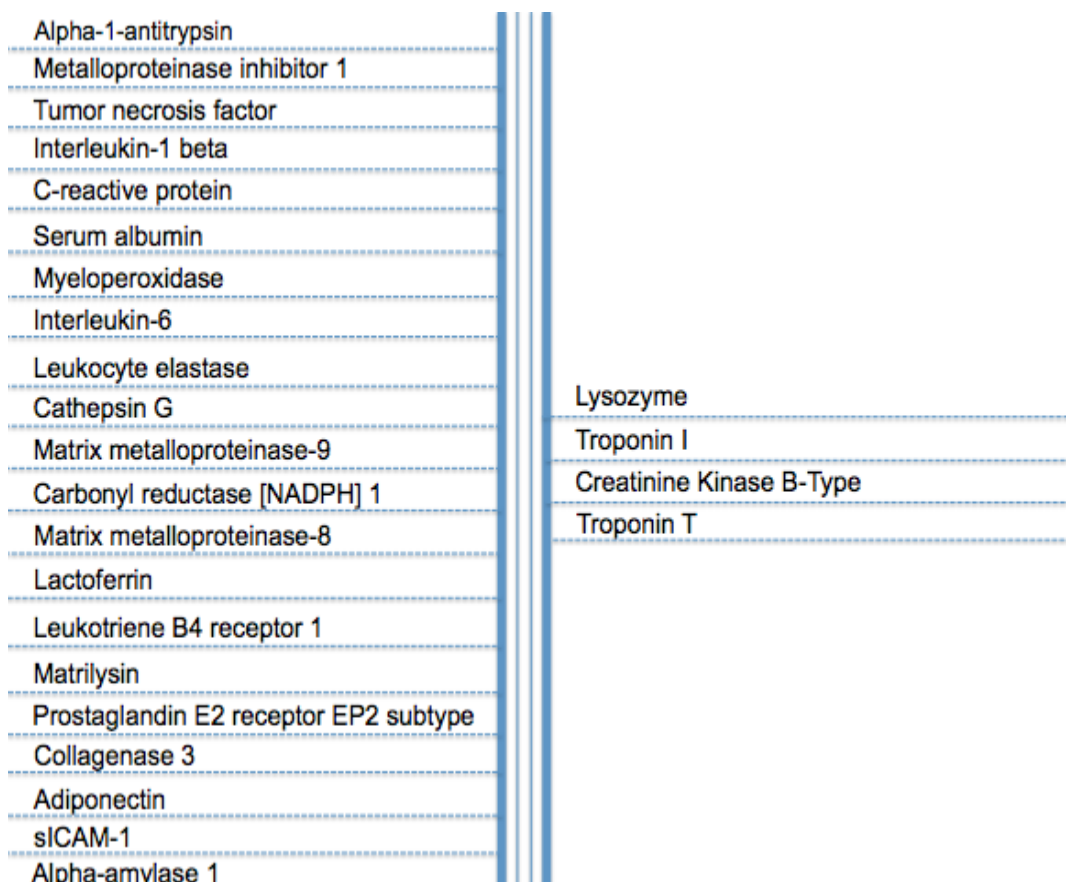 Alpha-1-antitrypsin
Metalloproteinase inhibitor 1
Tumor necrosis factor
Interleukin-1 beta
C-reactive protein
Serum albumin
Myeloperoxidase
Interleukin-6
Leukocyte elastase
Cathepsin G
Matrix metalloproteinase-9
Carbonyl reductase [NADPH] 1
Matrix metalloproteinase-8
Lactoferrin
Leukotriene B4 receptor 1
Matrilysin
Prostaglandin E2 receptor EP2 subtype
Collagenase 3
Adiponectin
sICAM-1
Alpha-amylase 1
Lysozyme
Troponin I
Creatinine Kinase B-Type
Troponin T